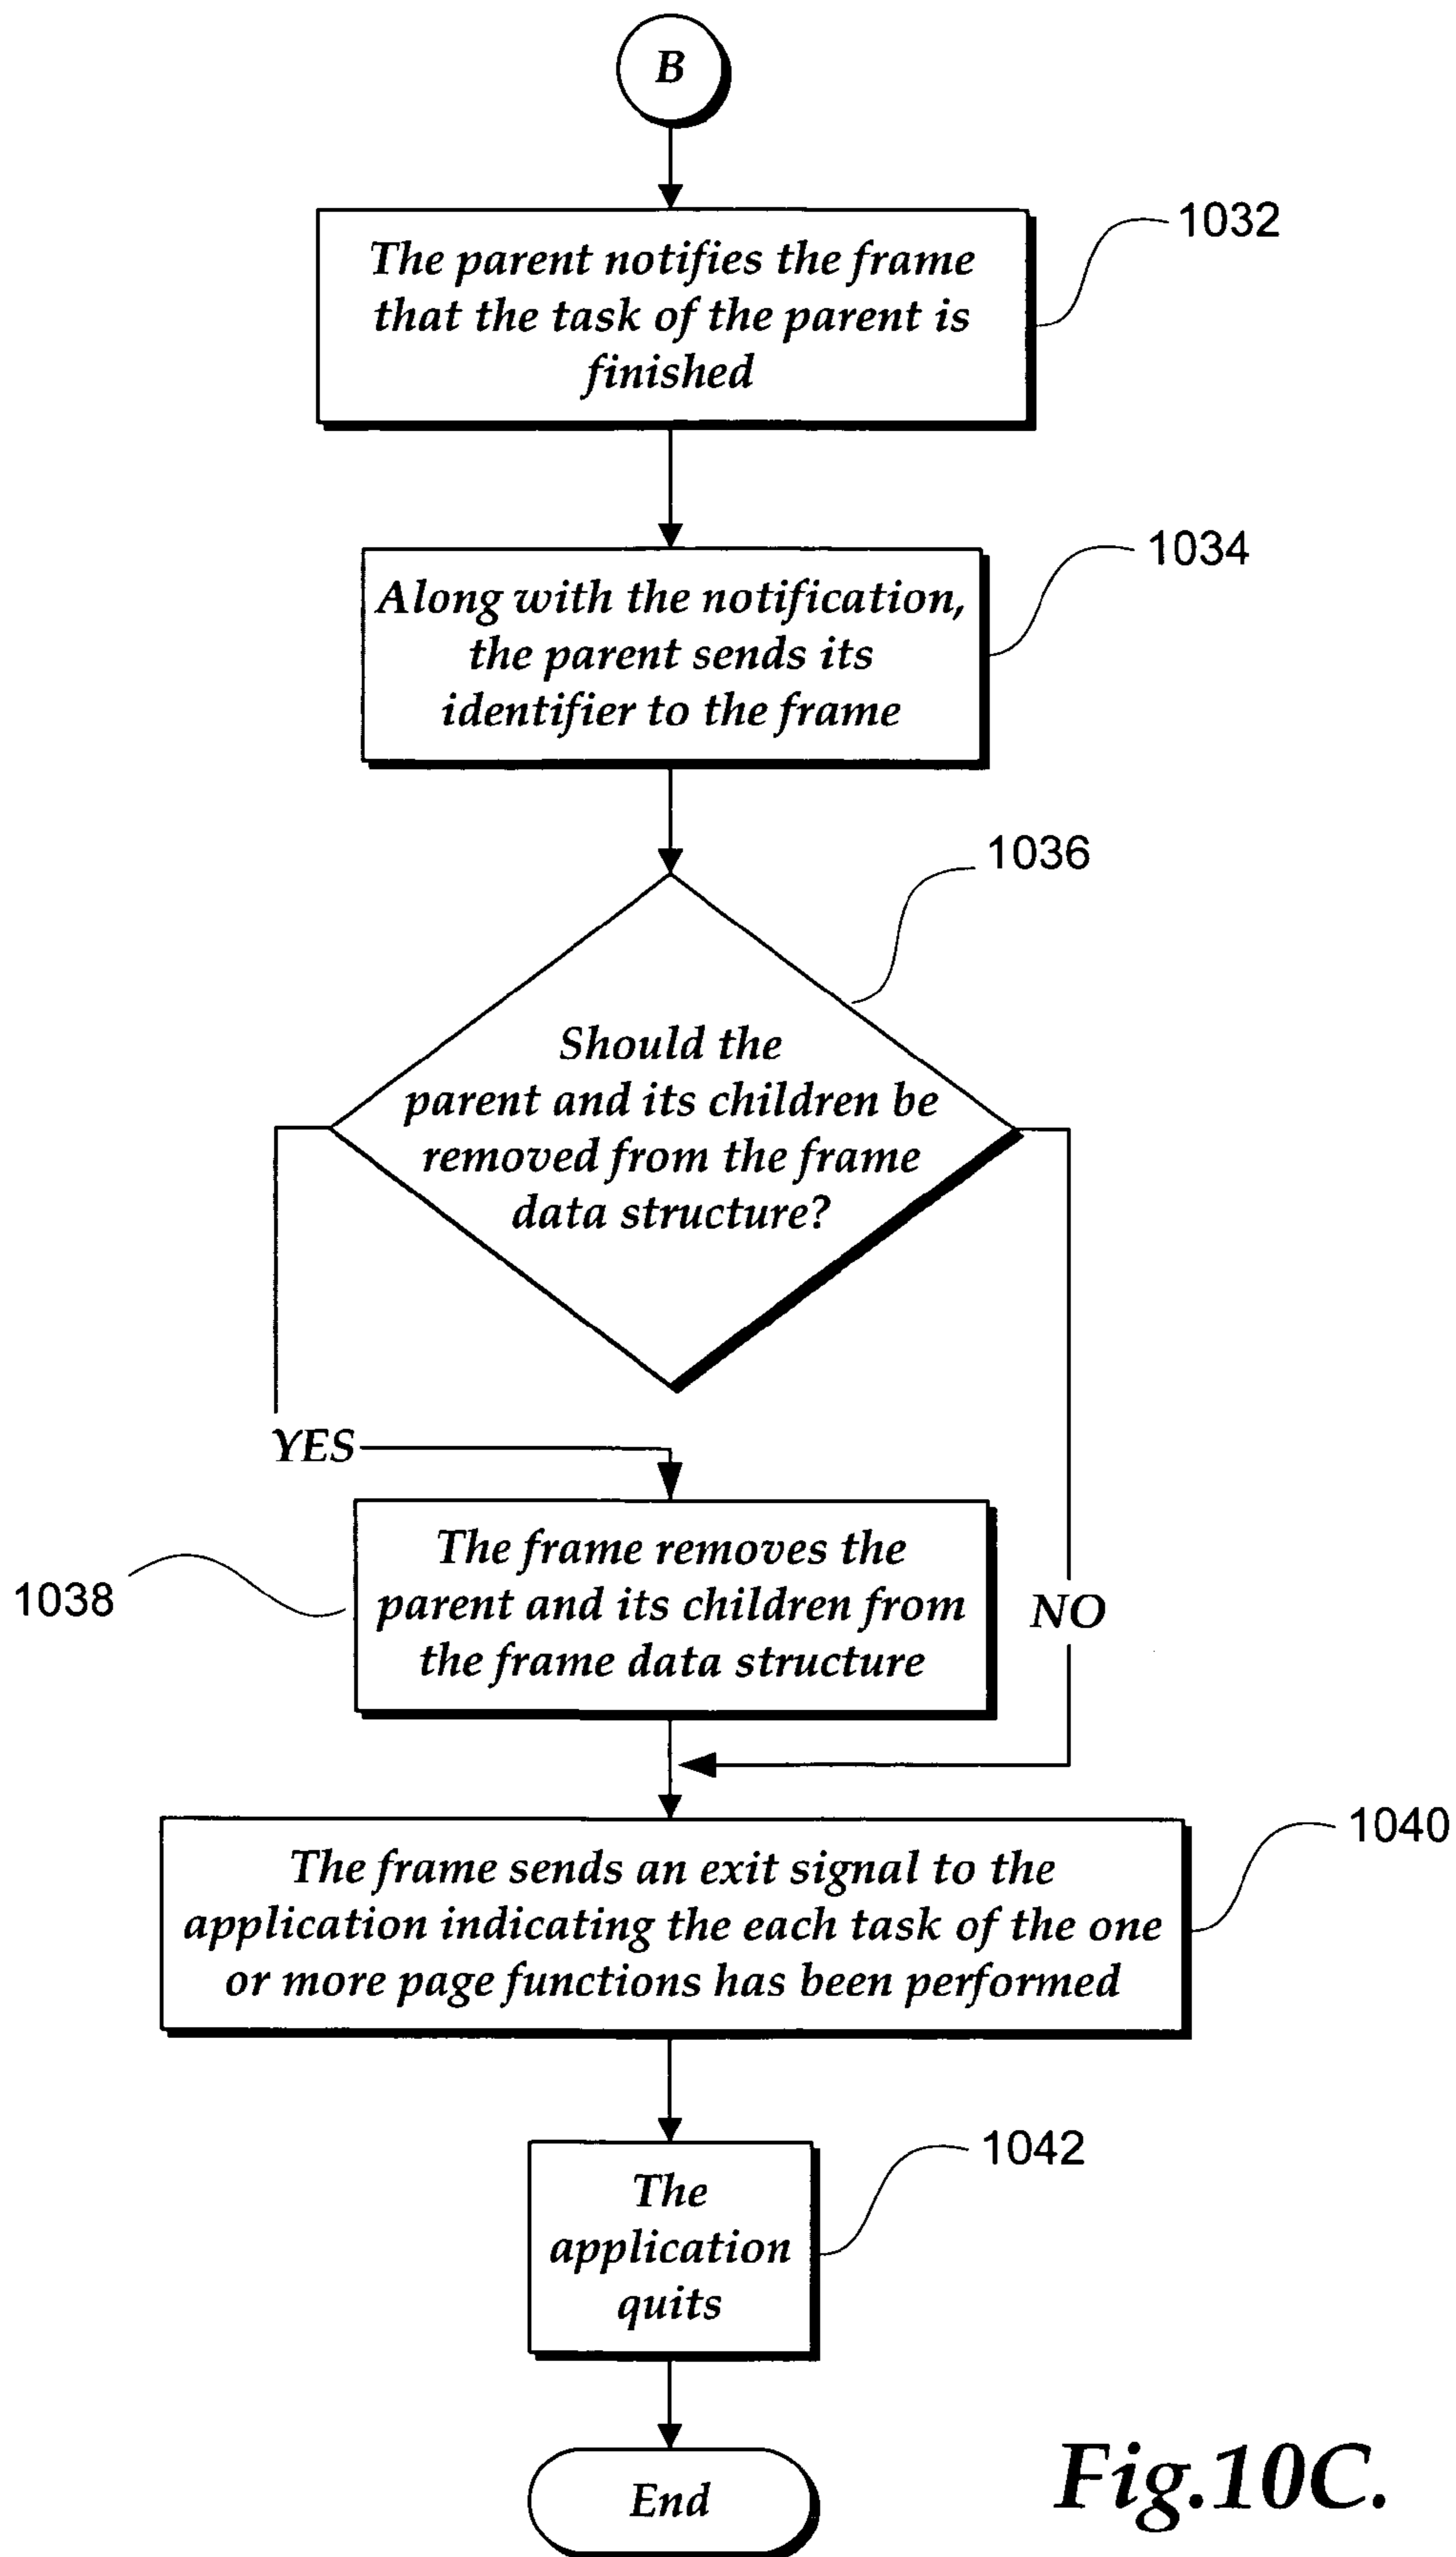 B
The parent notifies the frame
that the task of the parent is
finished
1032
Along with the notification,
the parent sends its
identifier to the frame
1034
1036
Should the
parent and its children be
removed from the frame
data structure?
YES
The frame removes the
parent and its children from
the frame data structure
1038
NO
The frame sends an exit signal to the
application indicating the each task of the one
or more page functions has been performed
1040
The
application
quits
1042
End
Fig.10C.